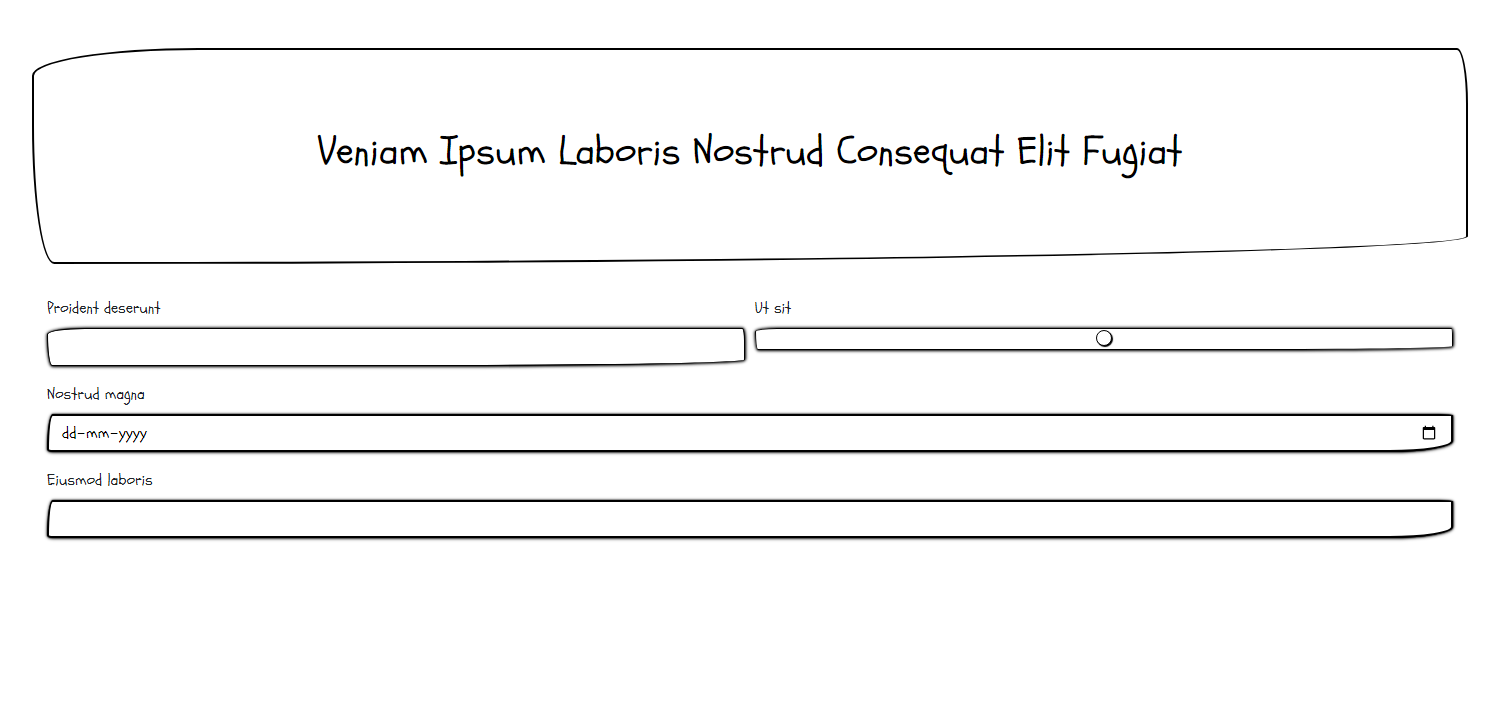 Veniam Ipsum Laboris Nostrud Consequat Elit Fugiat
Proident deserunt
Ut sit
Nostrud magna
dd-mm-yyyy
Eiusmod laboris